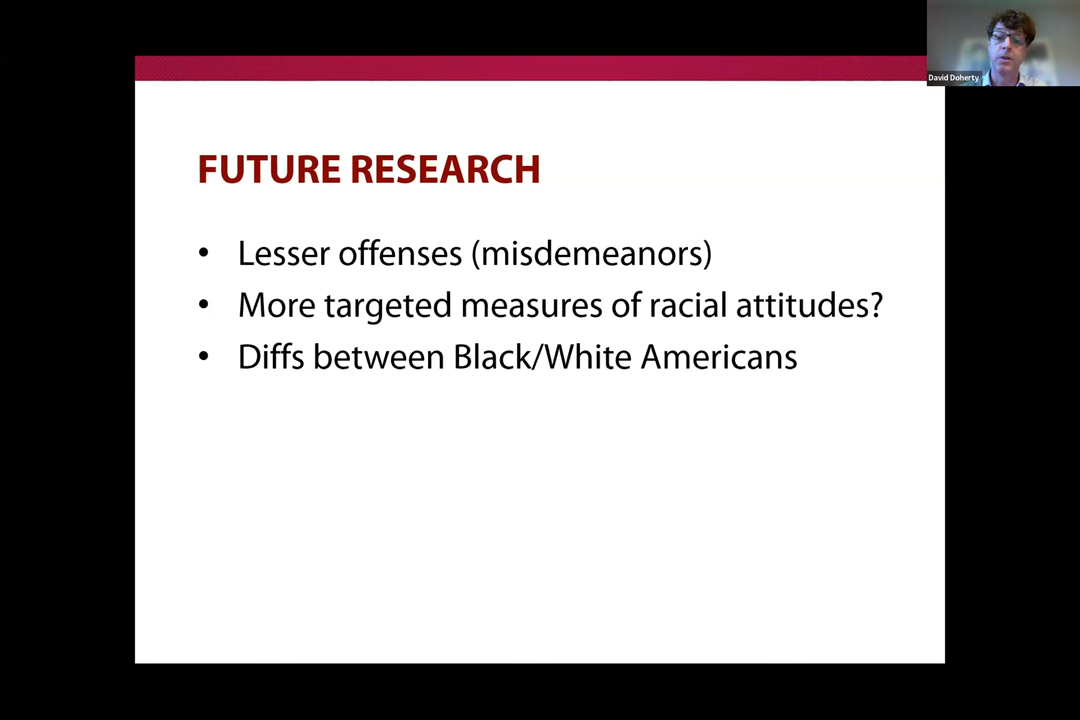 David Doherty
FUTURE RESEARCH
• Lesser offenses (misdemeanors)
• More targeted measures of racial attitudes?
• Diffs between Black/White Americans